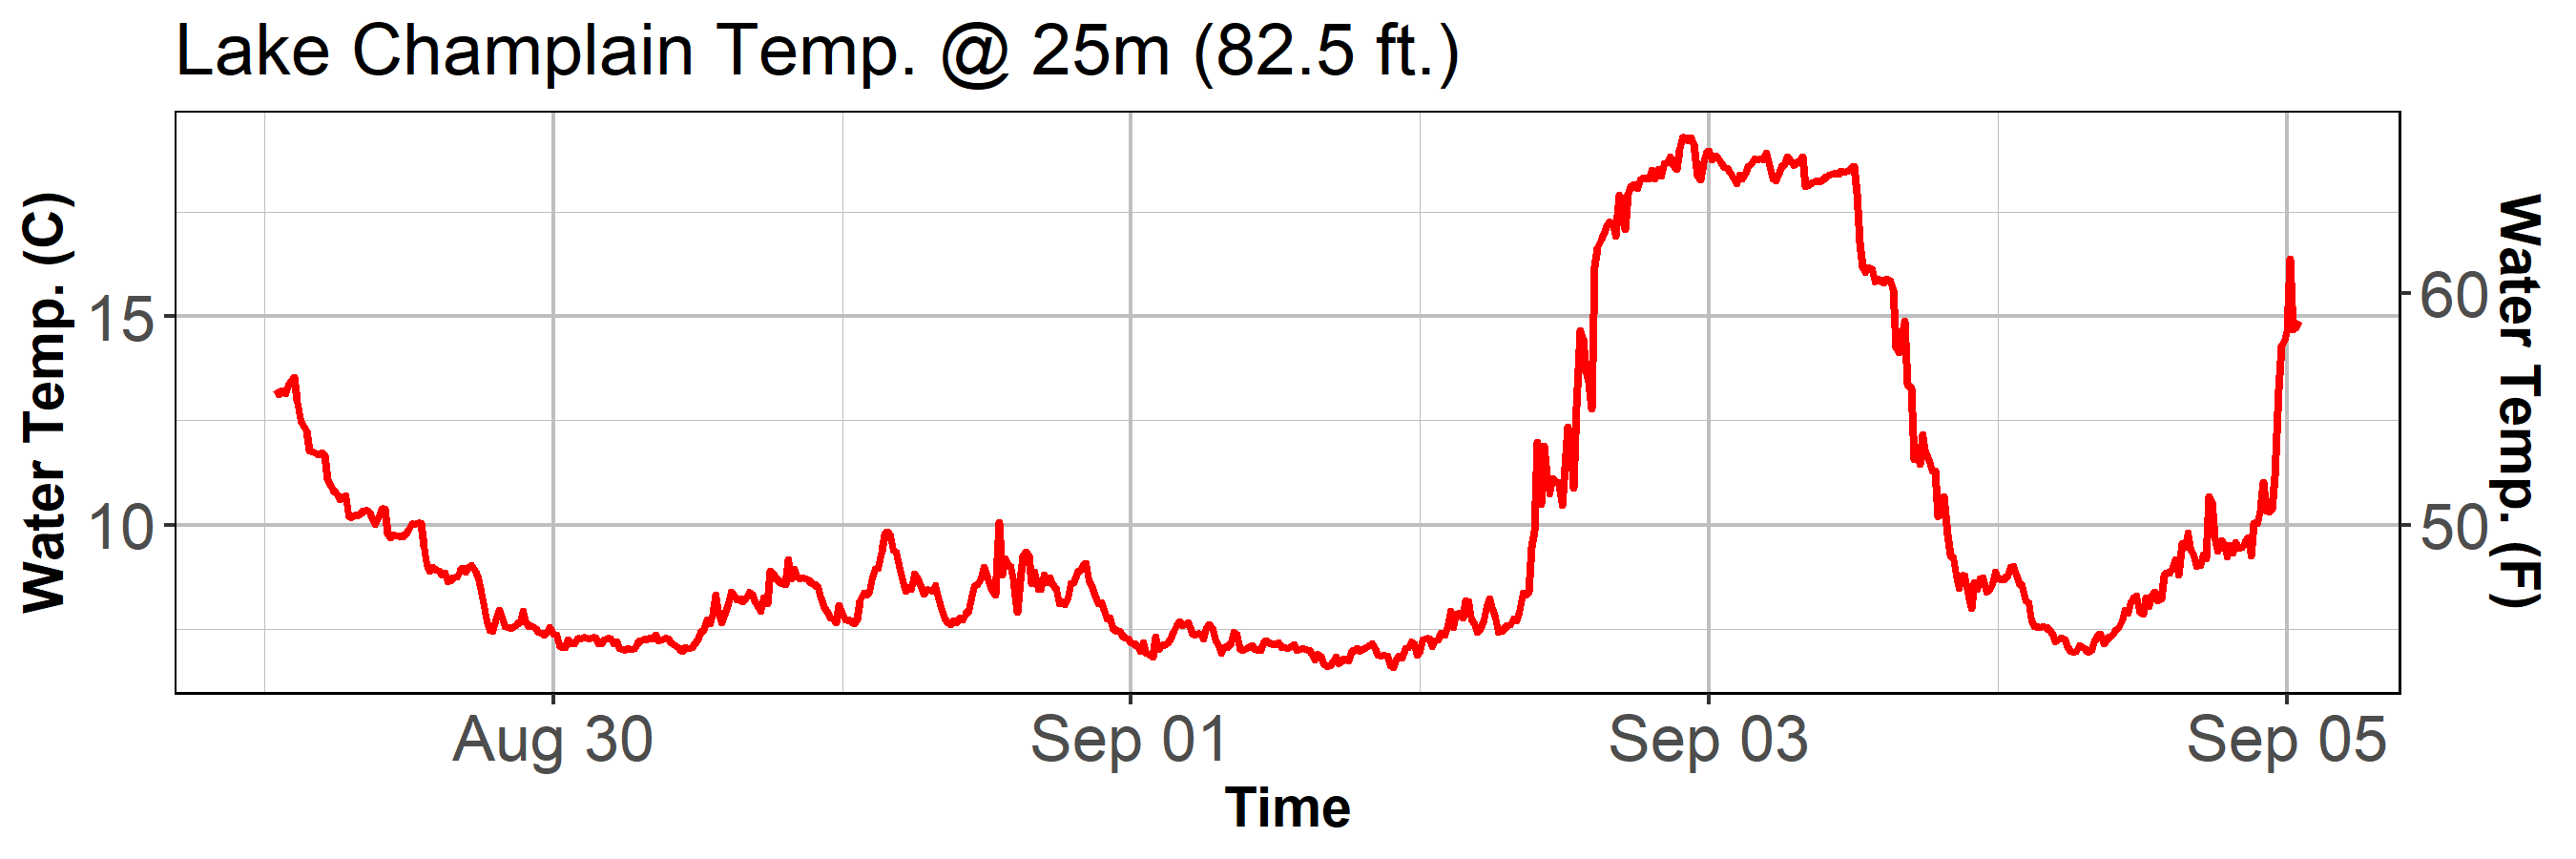 Lake Champlain Temp. @ 25m (82.5 ft.)
Water Temp. (C)
15
10
60
50
Water Temp. (F)
Aug 30
Sep 01
Sep 03
Sep 05
Time